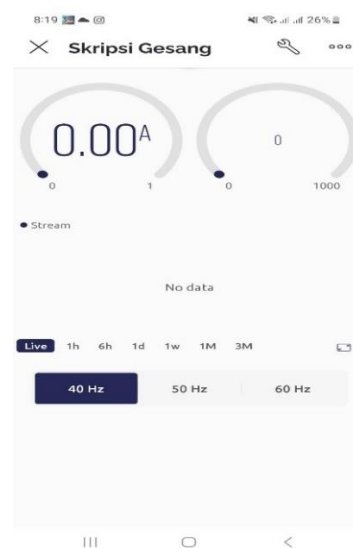 8:19 26%
Skripsi Gesang
0.00A 0
0 1 0 1000
Stream
No data
Live 1h 6h 1d 1w 1M 3M
40 Hz 50 Hz 60 Hz